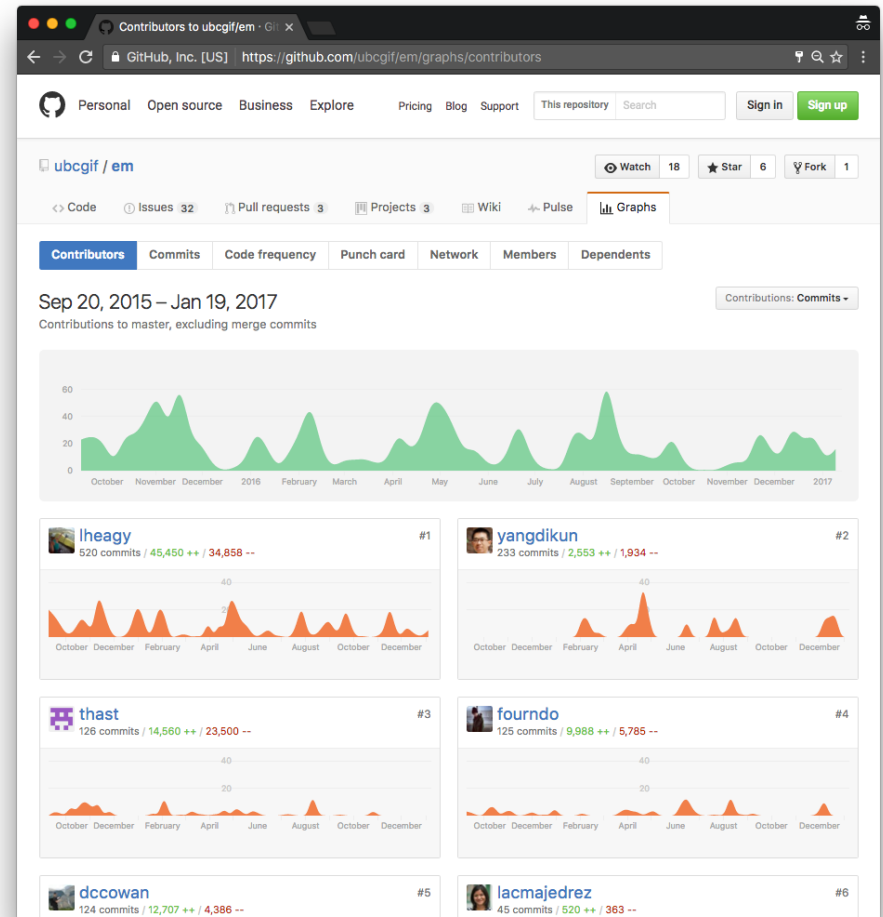 Contributors to ubcgif/em · Git
GitHub, Inc. [US] https://github.com/ubcgif/em/graphs/contributors
Personal Open source Business Explore Pricing Blog Support This repository Search Sign in Sign up
ubcgif / em Watch 18 Star 6 Fork 1
Code Issues 32 Pull requests 3 Projects 3 Wiki Pulse Graphs
Contributors Commits Code frequency Punch card Network Members Dependents
Sep 20, 2015 – Jan 19, 2017 Contributions: Commits
Contributions to master, excluding merge commits
60
40
20
0
October November December 2016 February March April May June July August September October November December 2017
lheagy #1
520 commits / 45,450 ++ / 34,858 --
40
October December February April June August October December
yangdikun #2
233 commits / 2,553 ++ / 1,934 --
40
October December February April June August October December
thast #3
126 commits / 14,560 ++ / 23,500 --
40
20
October December February April June August October December
fourndo #4
125 commits / 9,988 ++ / 5,785 --
40
20
October December February April June August October December
dccowan #5
124 commits / 12,707 ++ / 4,386 --
lacmajedrez #6
45 commits / 520 ++ / 363 --